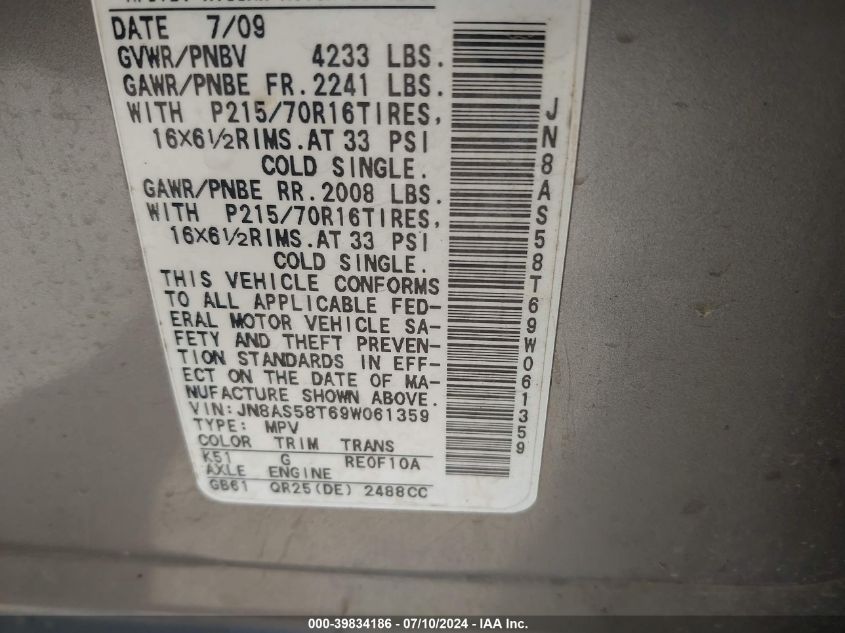 DATE 7/09
GVWR/PNBV 4233 LBS.
GAWR/PNBE FR. 2241 LBS.
WITH P215/70R16TIRES,
16X6½RIMS.AT 33 PSI
COLD SINGLE.
GAWR/PNBE RR. 2008 LBS.
WITH P215/70R16TIRES,
16X6½RIMS.AT 33 PSI
COLD SINGLE.
THIS VEHICLE CONFORMS
TO ALL APPLICABLE FED-
ERAL MOTOR VEHICLE SA-
FETY AND THEFT PREVEN-
TION STANDARDS IN EFF-
ECT ON THE DATE OF MA-
NUFACTURE SHOWN ABOVE.
VIN:JN8AS58T69W061359
TYPE: MPV
COLOR TRIM TRANS
K51 G RE0F10A
AXLE ENGINE
GB61 QR25(DE) 2488CC
JN8AS58T69W061359
000-39834186 - 07/10/2024 - IAA Inc.